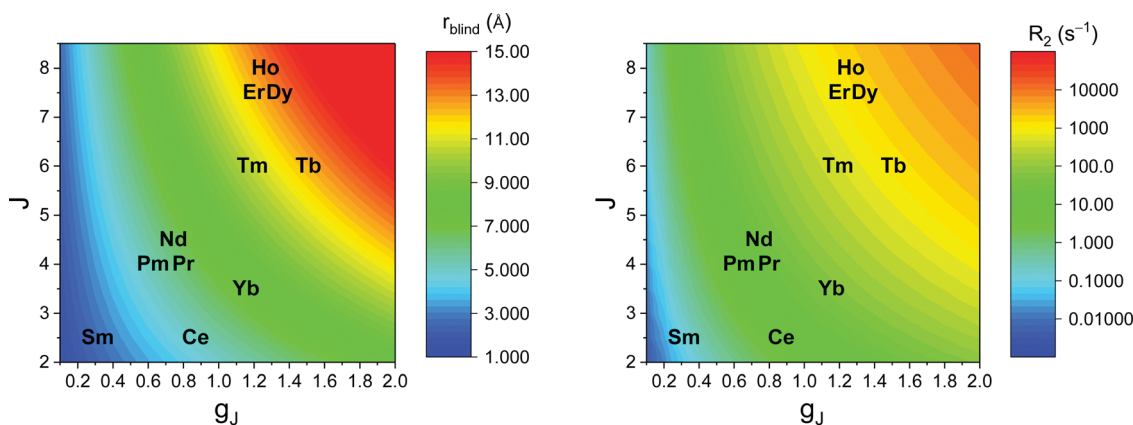 r_blind (Å)
8
7
6
5
4
3
2
J
Ho
ErDy
Tm Tb
Nd
PmPr
Yb
Sm Ce
0.2 0.4 0.6 0.8 1.0 1.2 1.4 1.6 1.8 2.0
g_J
15.00
13.00
11.00
9.000
7.000
5.000
3.000
1.000
R_2 (s⁻¹)
8
7
6
5
4
3
2
J
Ho
ErDy
Tm Tb
Nd
PmPr
Yb
Sm Ce
0.2 0.4 0.6 0.8 1.0 1.2 1.4 1.6 1.8 2.0
g_J
10000
1000
100.0
10.00
1.000
0.1000
0.01000